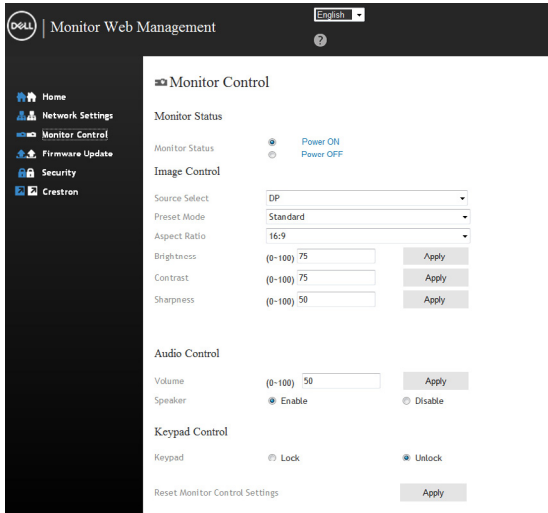 DELL Monitor Web Management
English
?
Home
Network Settings
Monitor Control
Firmware Update
Security
Crestron
Monitor Control
Monitor Status
Monitor Status Power ON
Power OFF
Image Control
Source Select DP
Preset Mode Standard
Aspect Ratio 16:9
Brightness (0~100) 75 Apply
Contrast (0~100) 75 Apply
Sharpness (0~100) 50 Apply
Audio Control
Volume (0~100) 50 Apply
Speaker Enable Disable
Keypad Control
Keypad Lock Unlock
Reset Monitor Control Settings Apply